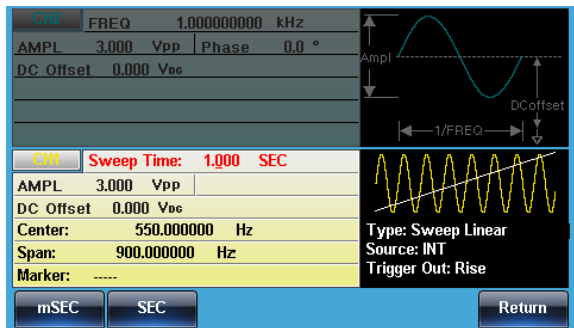 CH2 FREQ 1.000000000 kHz
AMPL 3.000 Vpp Phase 0.0 °
DC Offset 0.000 VDC
Ampl
DCoffset
1/FREQ
CH1 Sweep Time: 1.000 SEC
AMPL 3.000 Vpp
DC Offset 0.000 VDC
Center: 550.000000 Hz
Span: 900.000000 Hz
Marker: -----
Type: Sweep Linear
Source: INT
Trigger Out: Rise
mSEC SEC Return